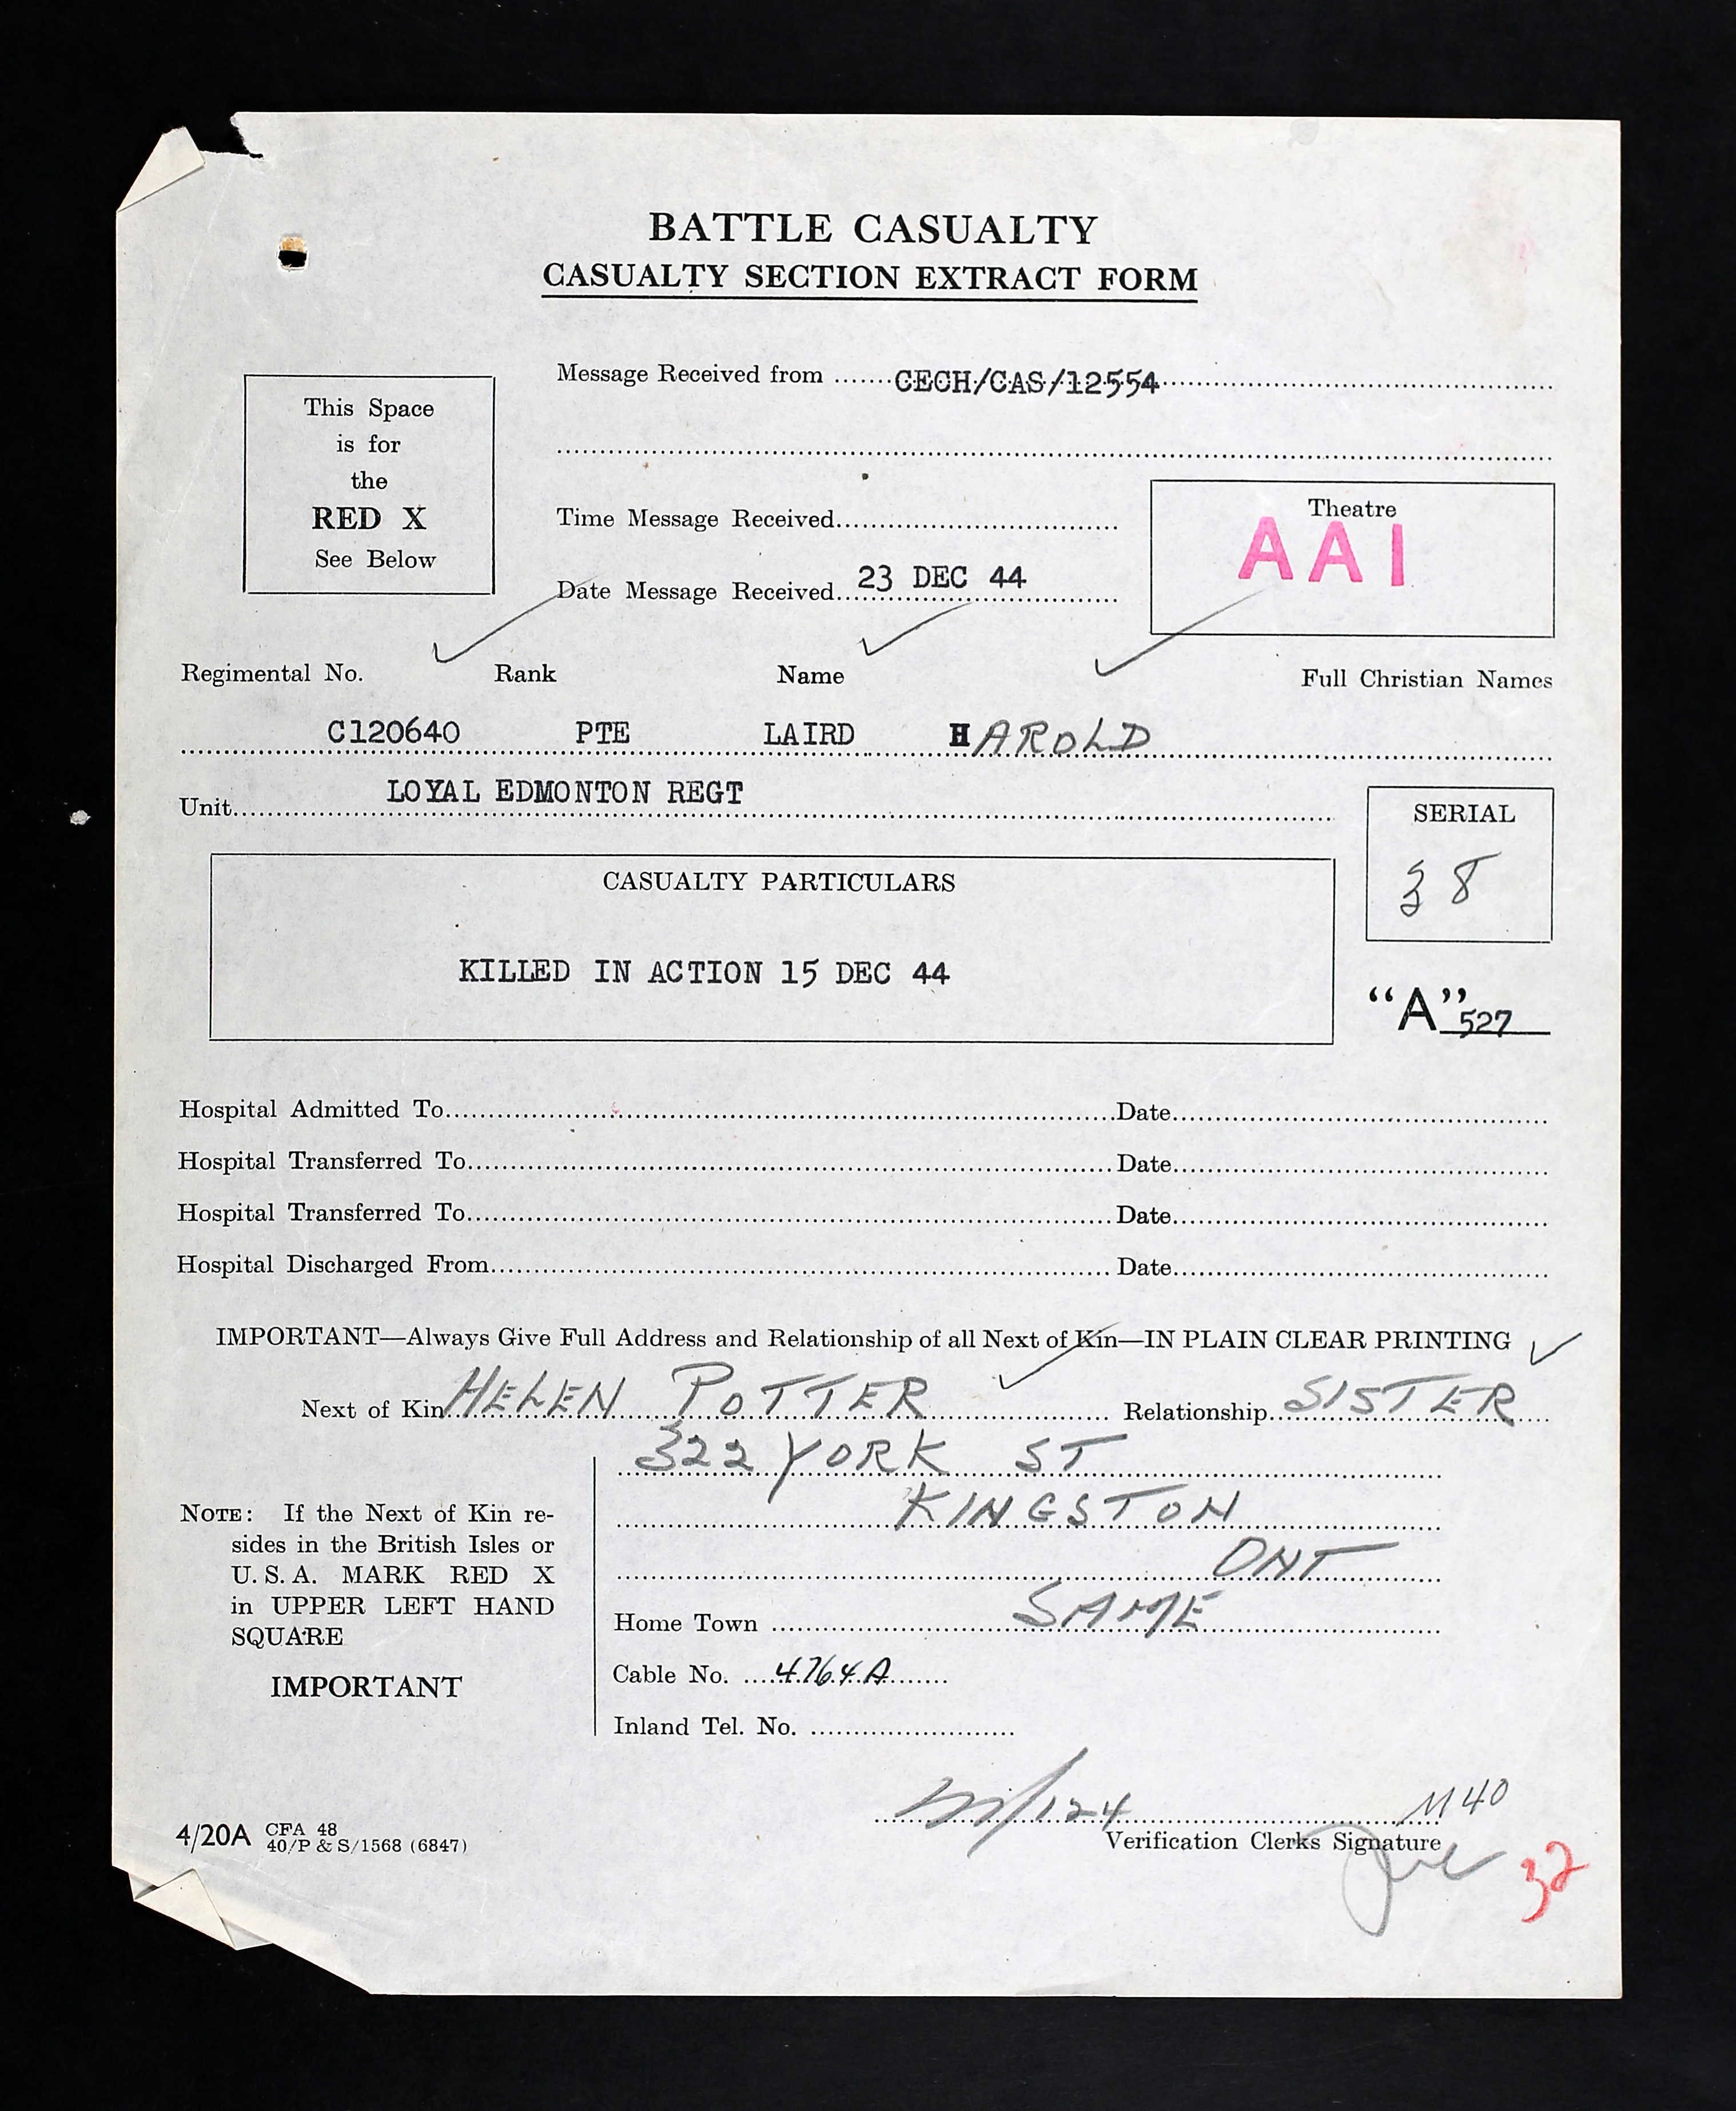 BATTLE CASUALTY
CASUALTY SECTION EXTRACT FORM
This Space
is for
the
RED X
See Below
Message Received from .......CECH/CAS/12554
Time Message Received
Date Message Received 23 DEC 44
Theatre
AAI
Regimental No. Rank Name Full Christian Names
C120640 PTE LAIRD HAROLD
Unit LOYAL EDMONTON REGT
SERIAL
38
CASUALTY PARTICULARS
KILLED IN ACTION 15 DEC 44
"A" 527
Hospital Admitted To Date
Hospital Transferred To Date
Hospital Transferred To Date
Hospital Discharged From Date
IMPORTANT—Always Give Full Address and Relationship of all Next of Kin—IN PLAIN CLEAR PRINTING
Next of Kin HELEN POTTER Relationship SISTER
322 YORK ST
KINGSTON
ONT
NOTE: If the Next of Kin re-
sides in the British Isles or
U.S.A. MARK RED X
in UPPER LEFT HAND
SQUARE
IMPORTANT
Home Town SAME
Cable No. 4764A
Inland Tel. No.
/124 M40
Verification Clerks Signature
32
4/20A CFA 48
40/P & S/1568 (6847)